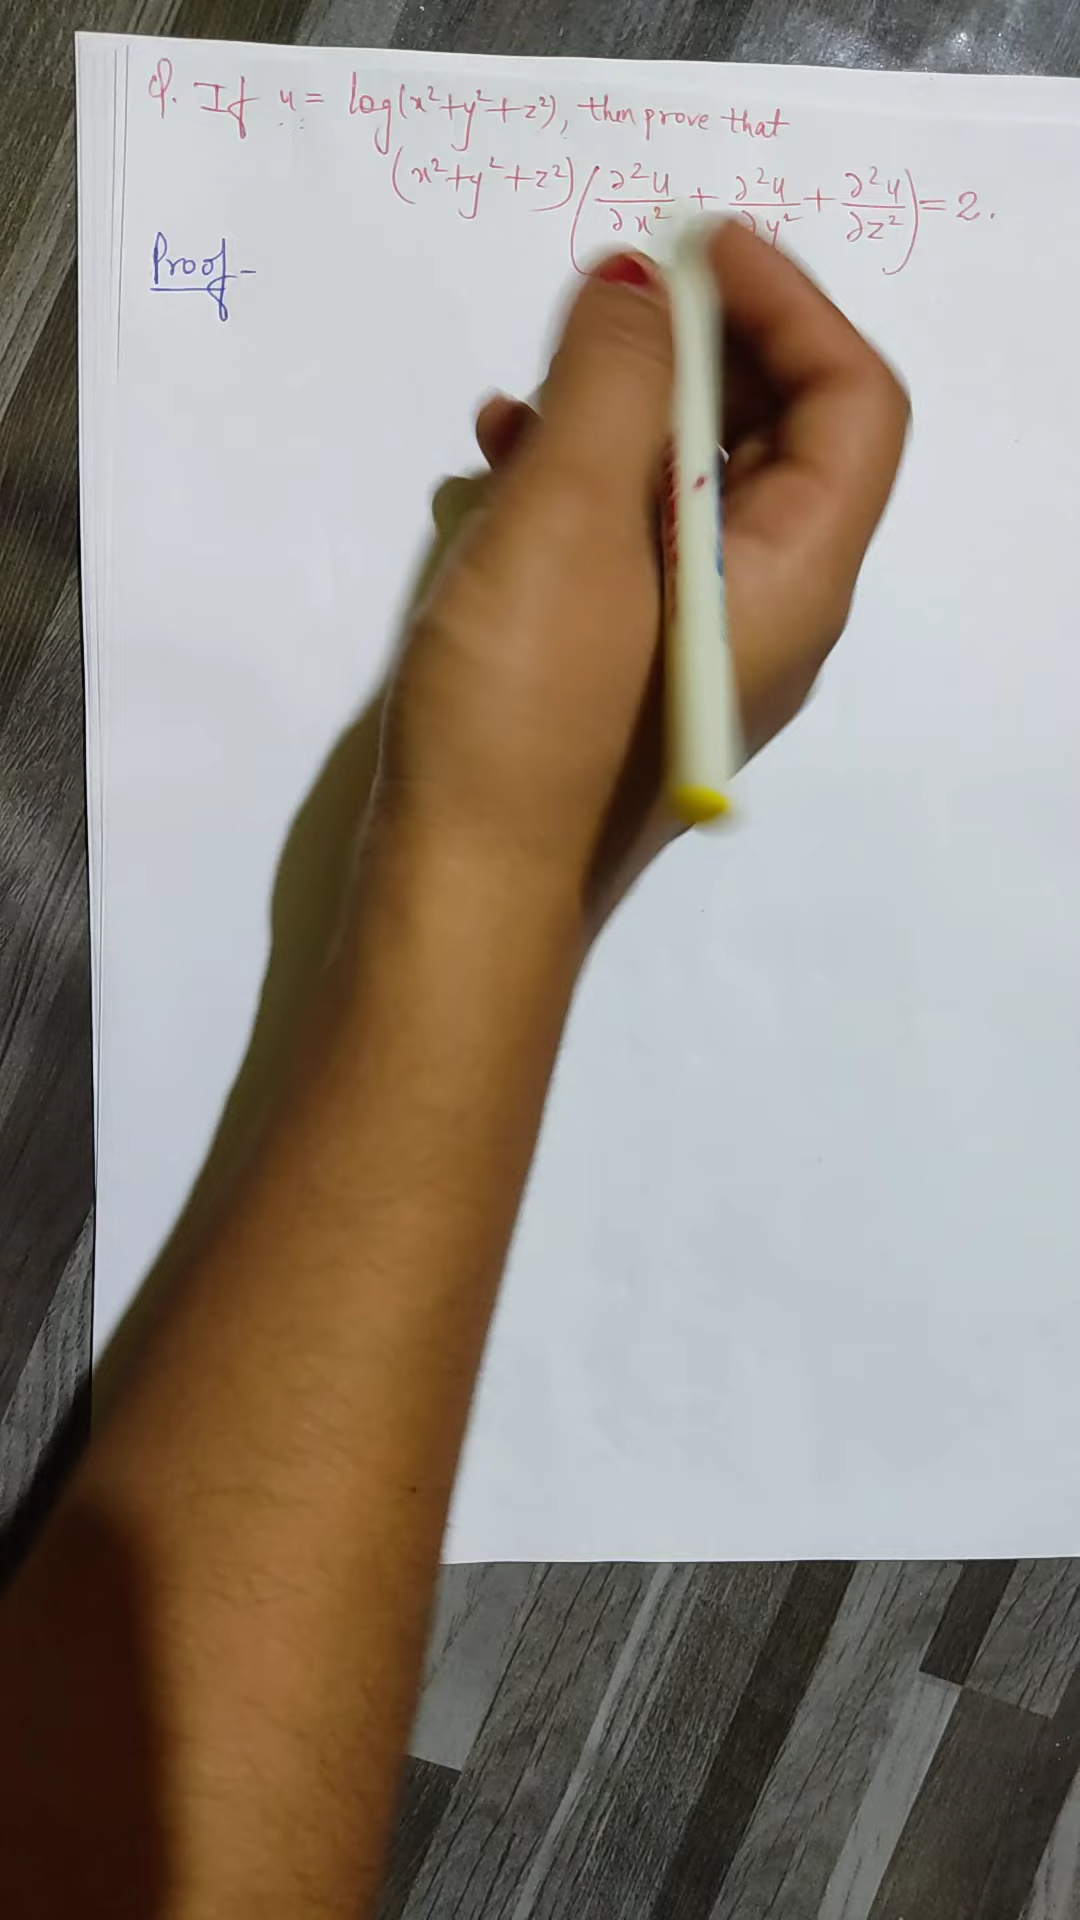 Q. If u = log(x²+y²+z²), then prove that
(x²+y²+z²)(∂²u/∂x² + ∂²u/∂y² + ∂²u/∂z²) = 2.
Proof-